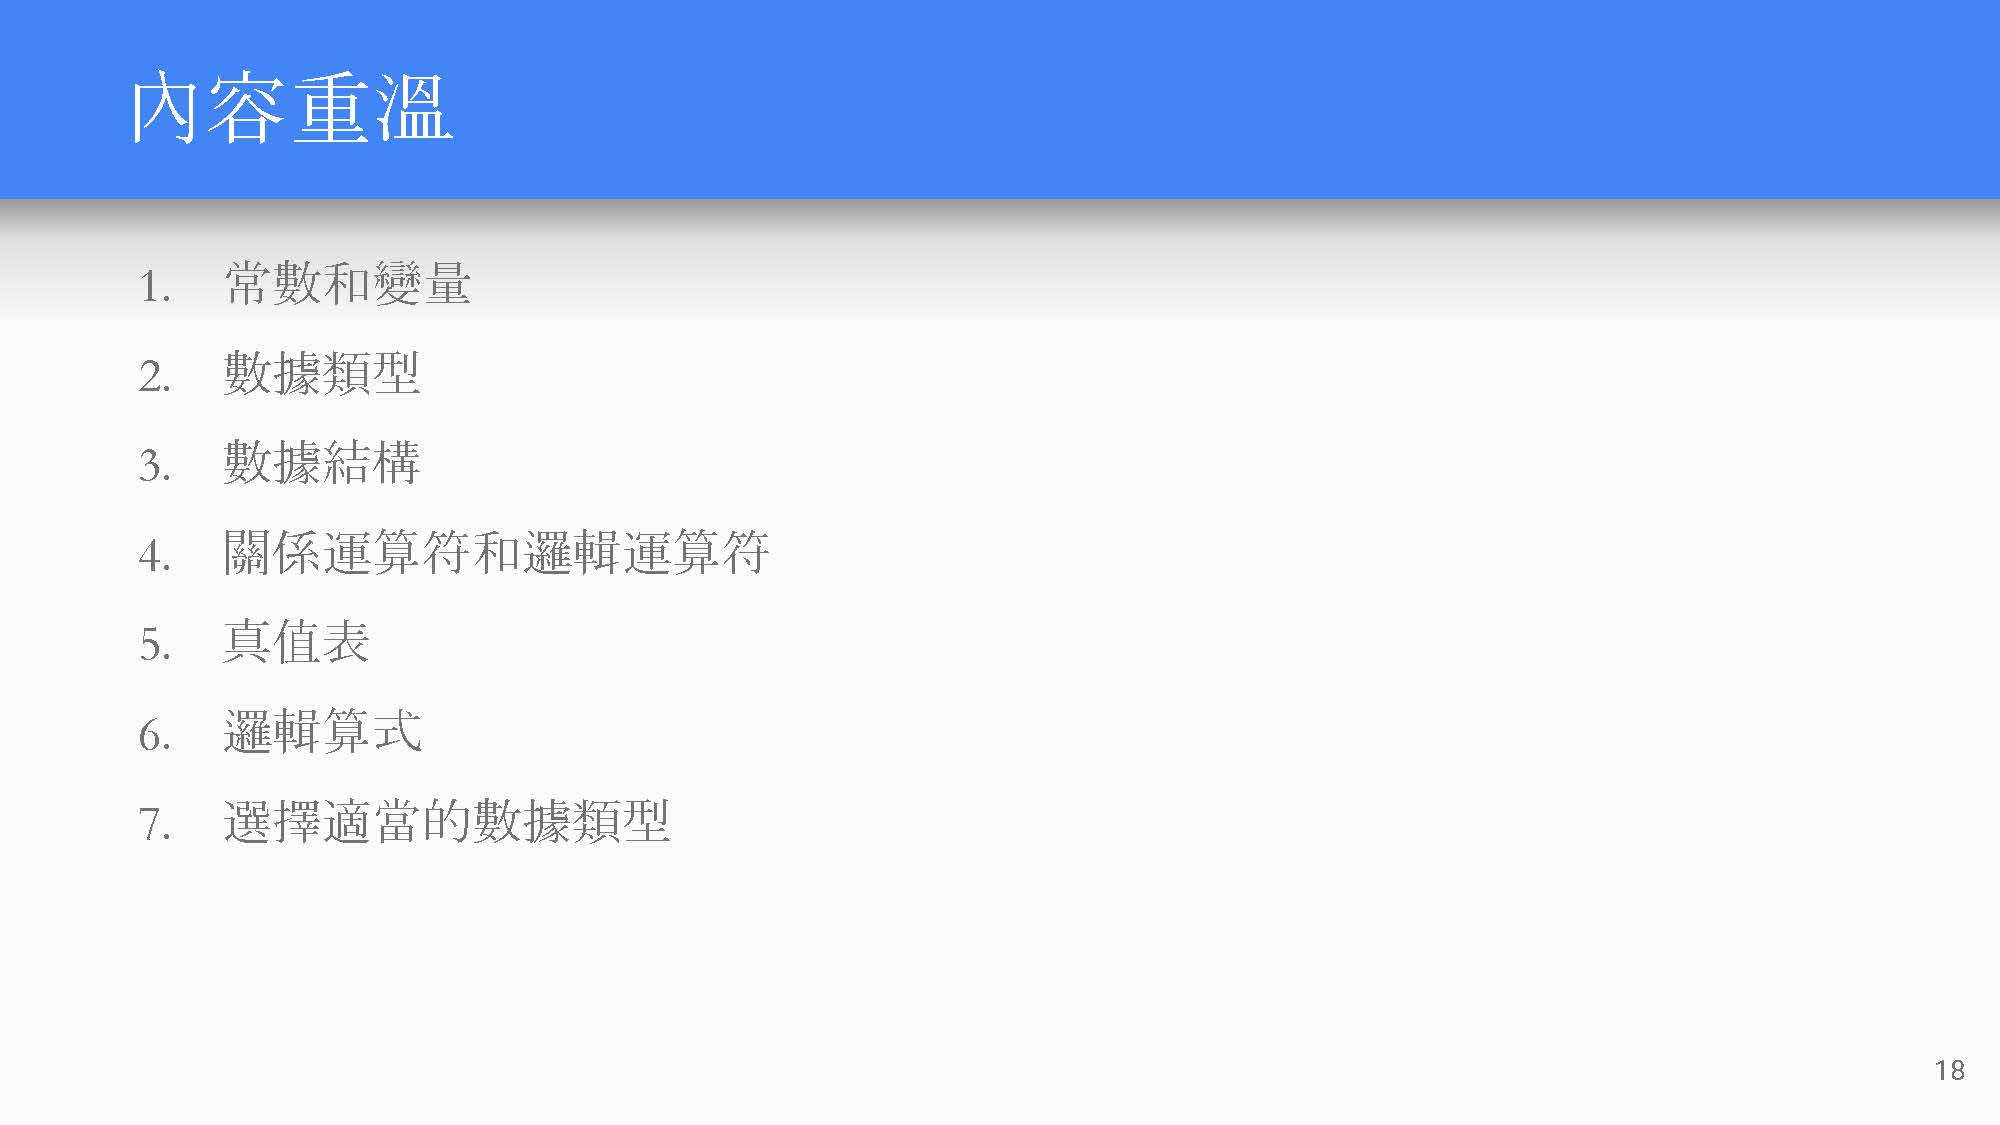 內容重溫
1. 常數和變量
2. 數據類型
3. 數據結構
4. 關係運算符和邏輯運算符
5. 真值表
6. 邏輯算式
7. 選擇適當的數據類型
18